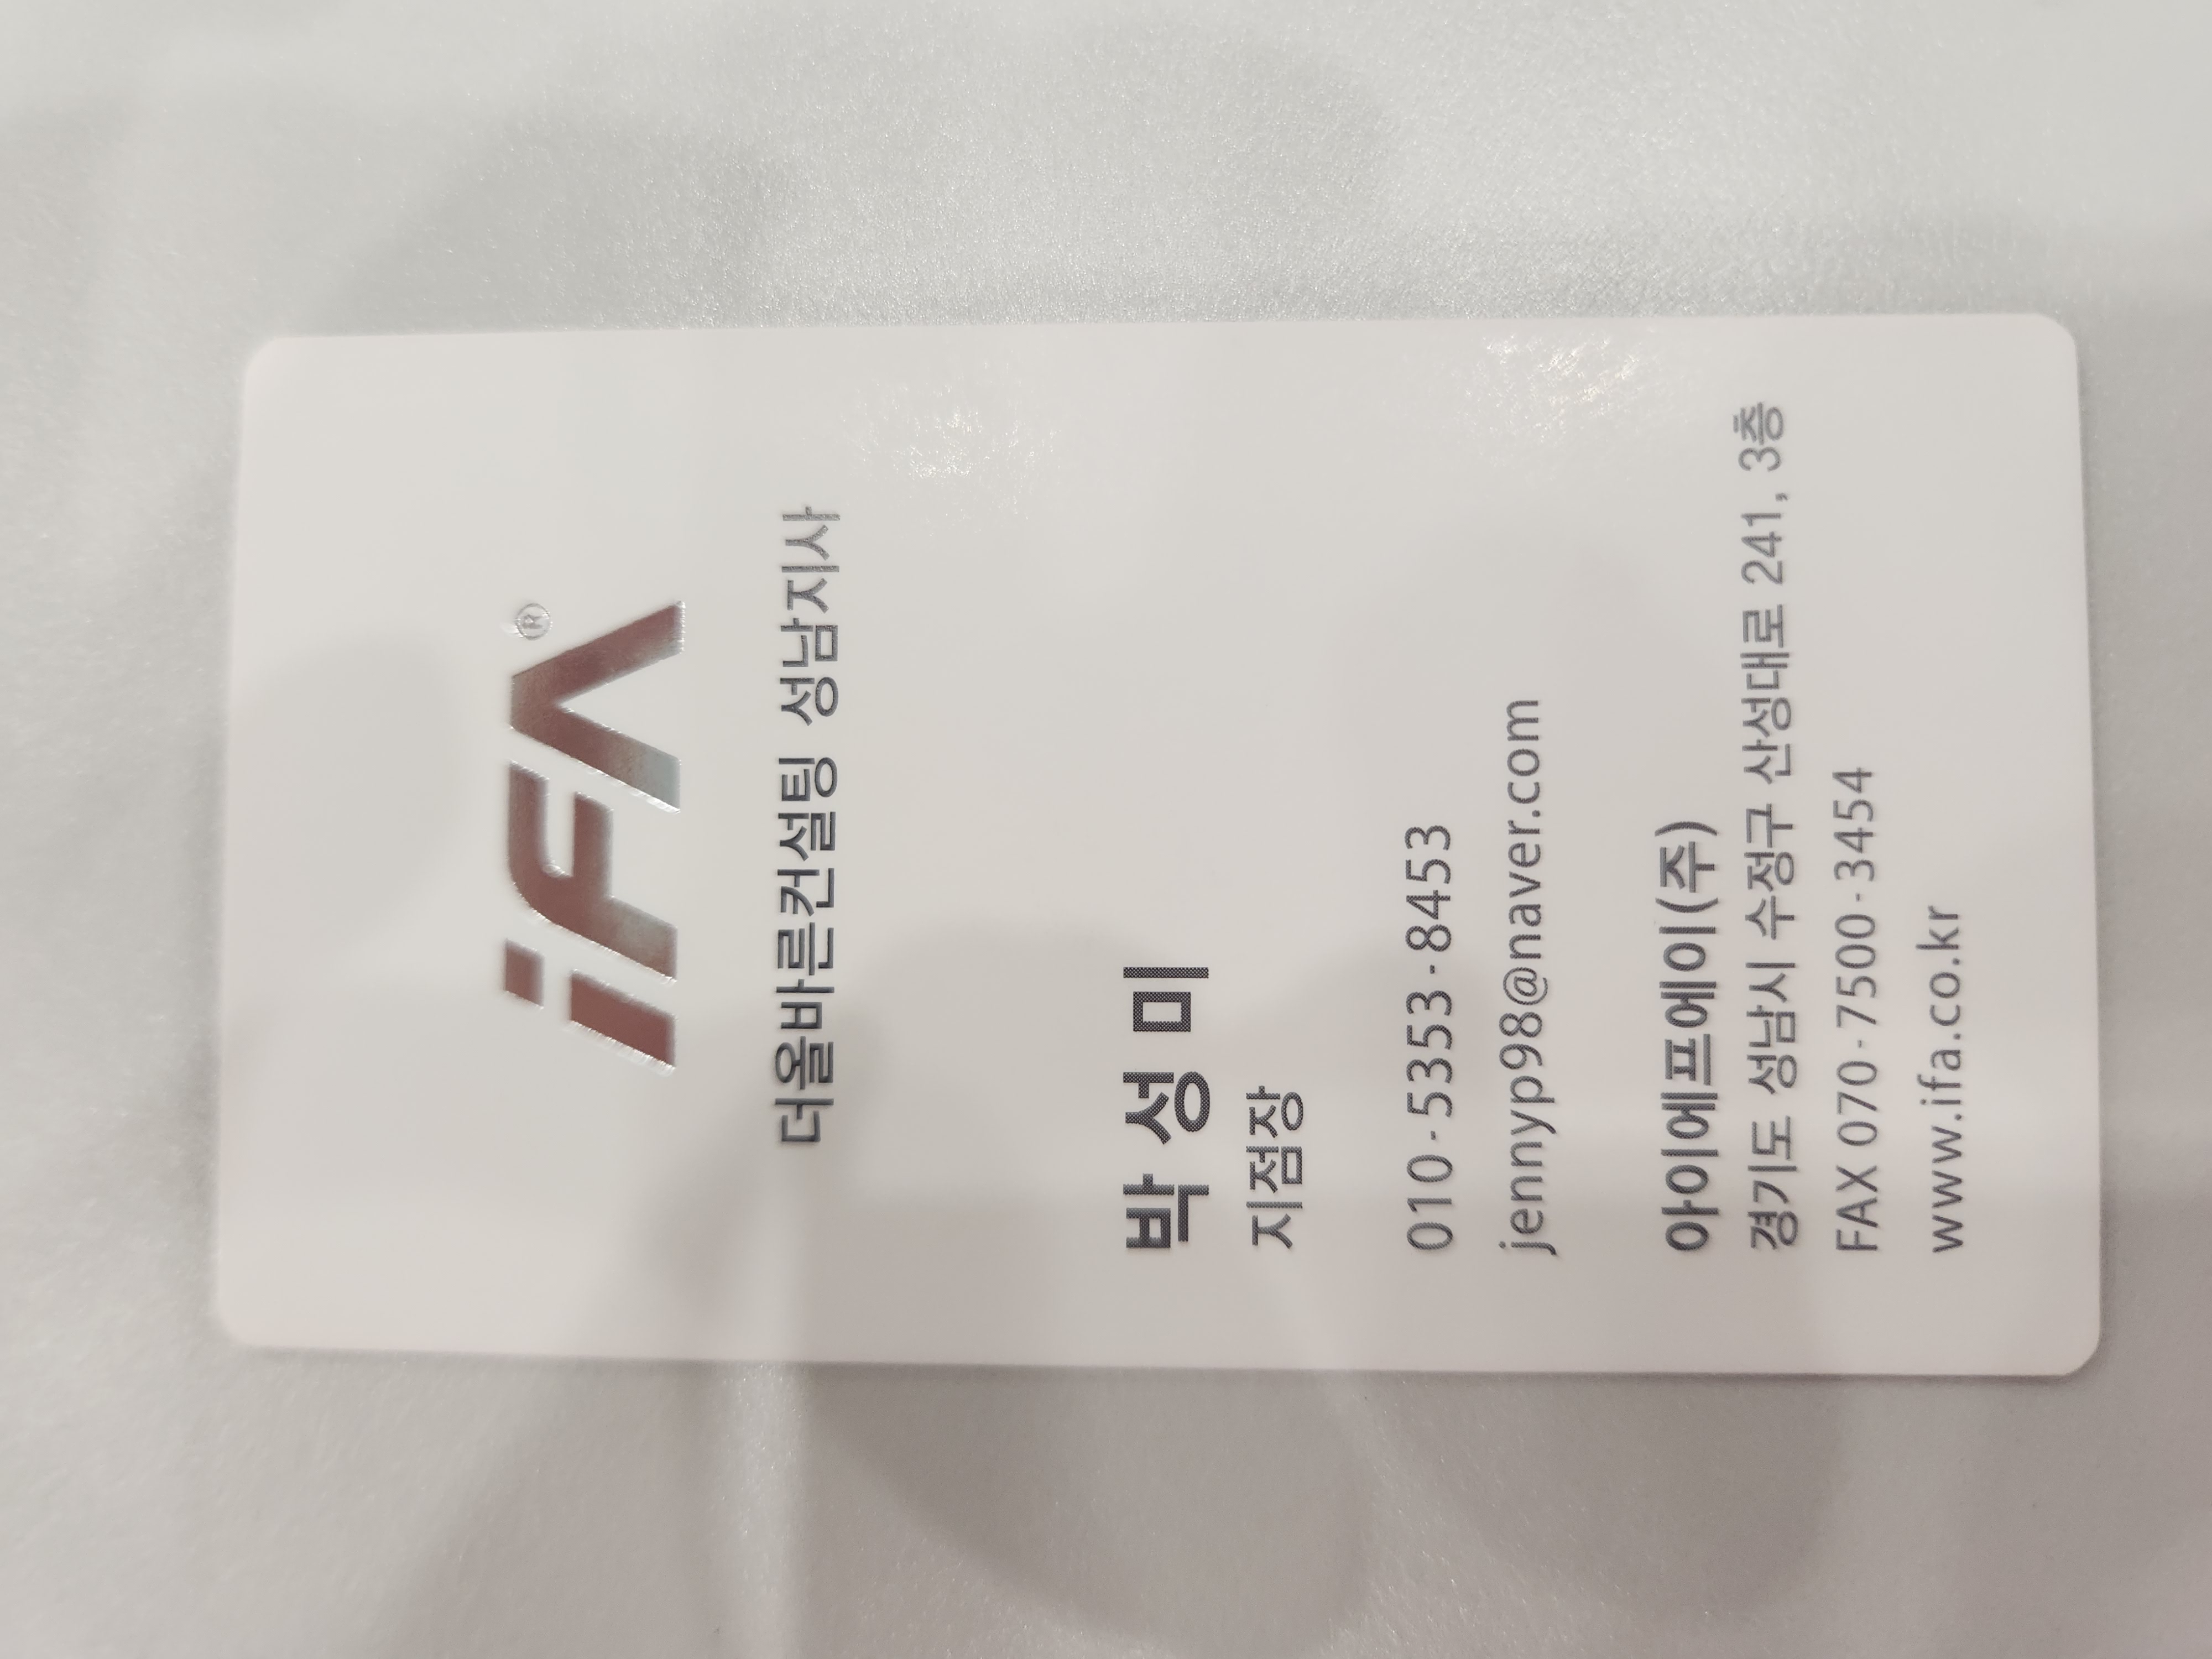 iFA®
더올바른컨설팅 성남지사
박성미
지점장
010-5353-8453
jennyp98@naver.com
아이에프에이(주)
경기도 성남시 수정구 산성대로 241, 3층
FAX 070-7500-3454
www.ifa.co.kr